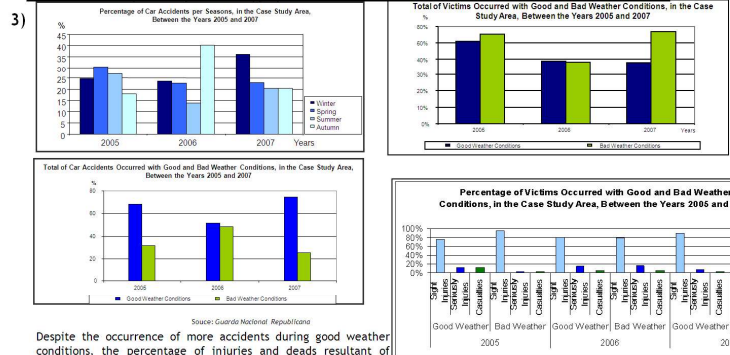 3)
Percentage of Car Accidents per Seasons, in the Case Study Area,
Between the Years 2005 and 2007
%
45
40
35
30
25
20
15
10
5
0
2005 2006 2007 Years
Winter
Spring
Summer
Autumn
Total of Victims Occurred with Good and Bad Weather Conditions, in the Case
Study Area, Between the Years 2005 and 2007
%
40%
20%
10%
0%
2005 2006 2007 Years
Good Weather Conditions Bad Weather Conditions
Total of Car Accidents Occurred with Good and Bad Weather Conditions, in the Case Study Area,
Between the Years 2005 and 2007
%
80
60
40
20
0
2005 2006 2007
Good Weather Conditions Bad Weather Conditions
Souce: Guarda Nacional Republicana
Despite the occurrence of more accidents during good weather
conditions, the percentage of injuries and deads resultant of
Percentage of Victims Occurred with Good and Bad Weather
Conditions, in the Case Study Area, Between the Years 2005 and
100%
80%
60%
40%
20%
0%
Sight Injuries Seriously Injuries Casualties Sight Injuries Seriously Injuries Casualties Sight Injuries Seriously Injuries Casualties Sight Injuries Seriously Injuries Casualties Sight Injuries Seriously Injuries Casualties
Good Weather Bad Weather Good Weather Bad Weather Good We
2005 2006 20